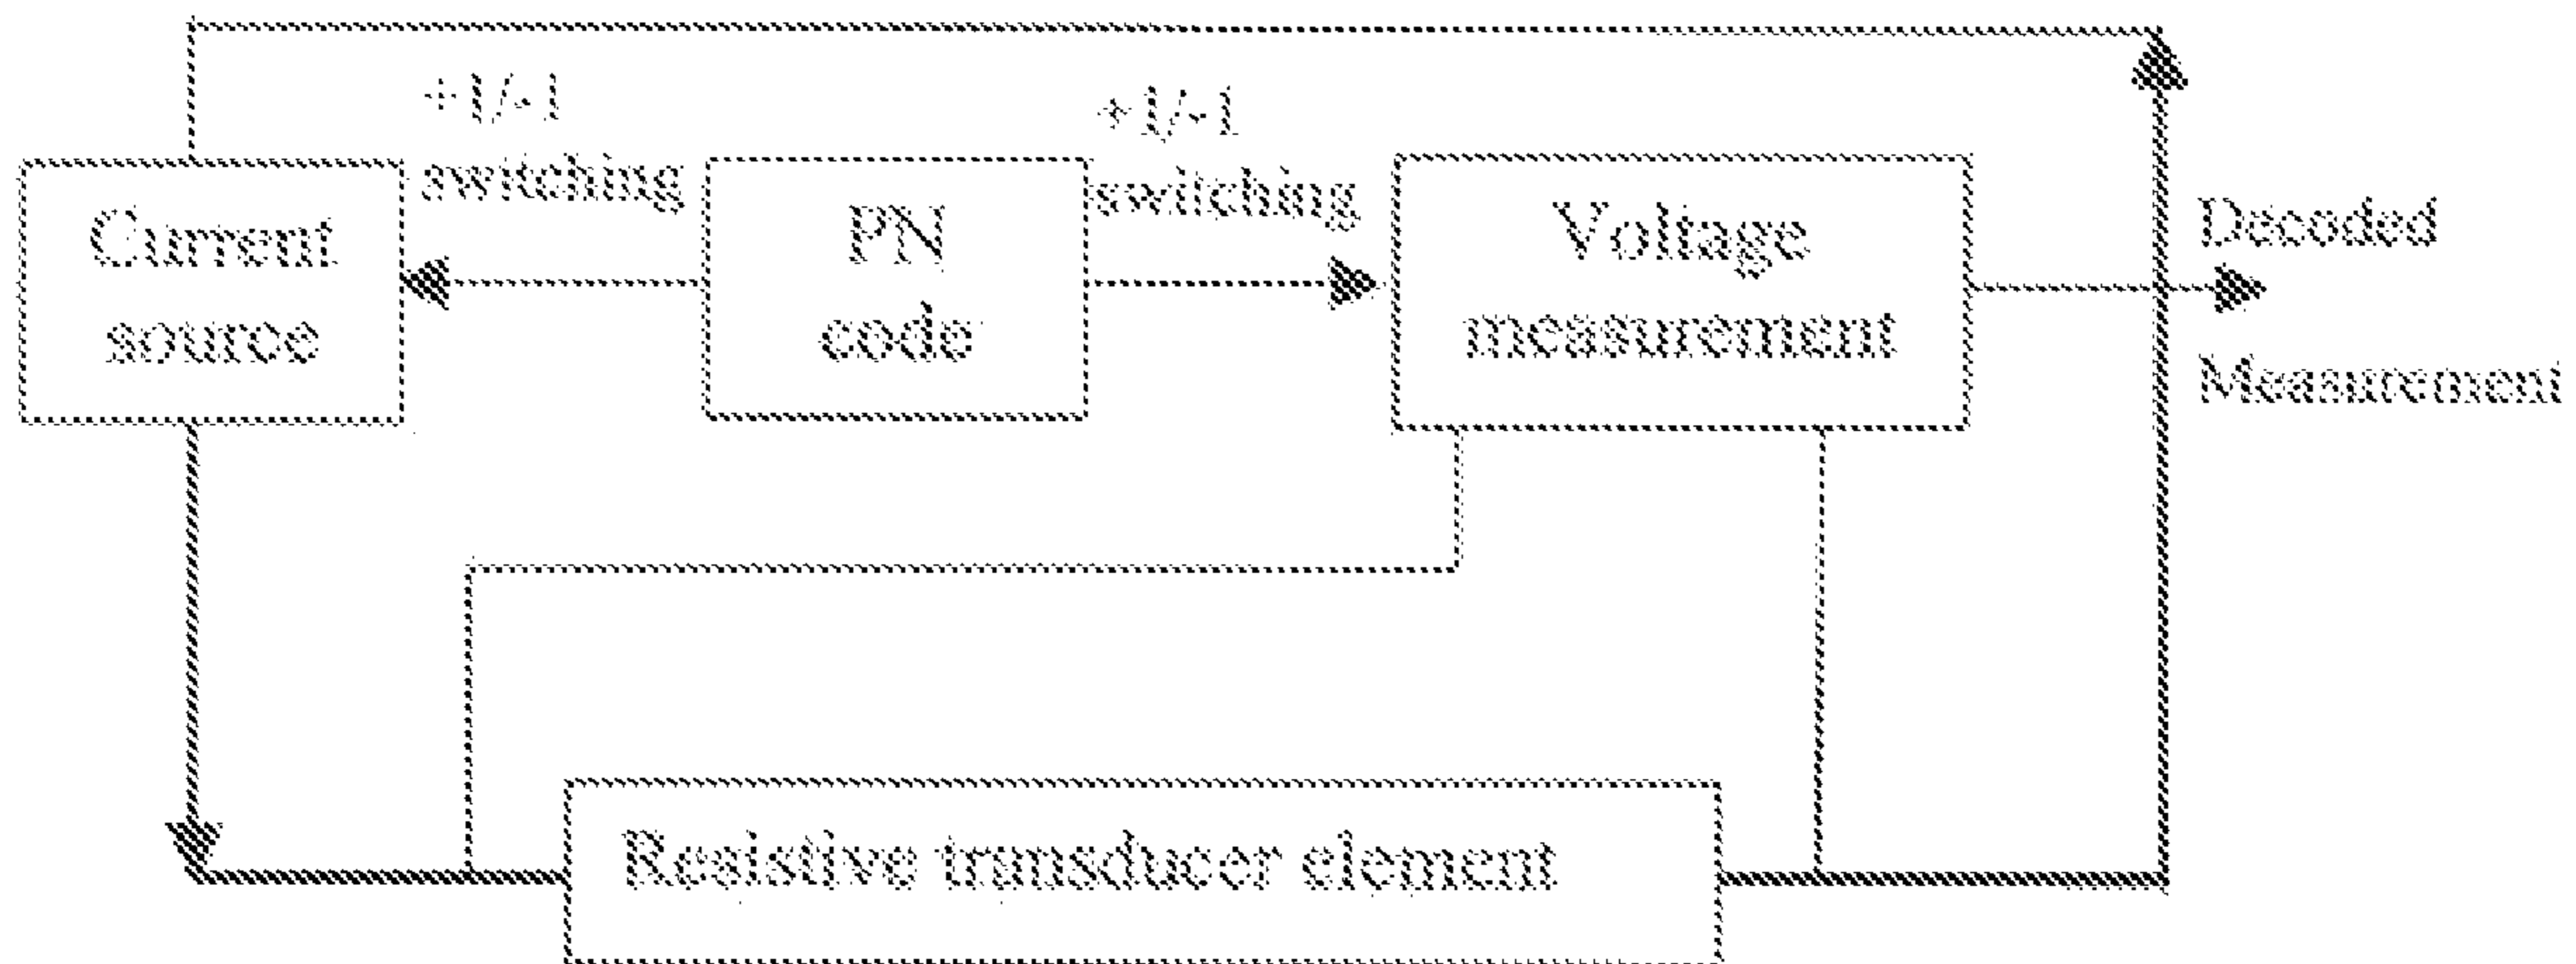 +1/-1
switching
+1/-1
switching
Current
source
PN
code
Voltage
measurement
Decoded
Measurement
Resistive transducer element